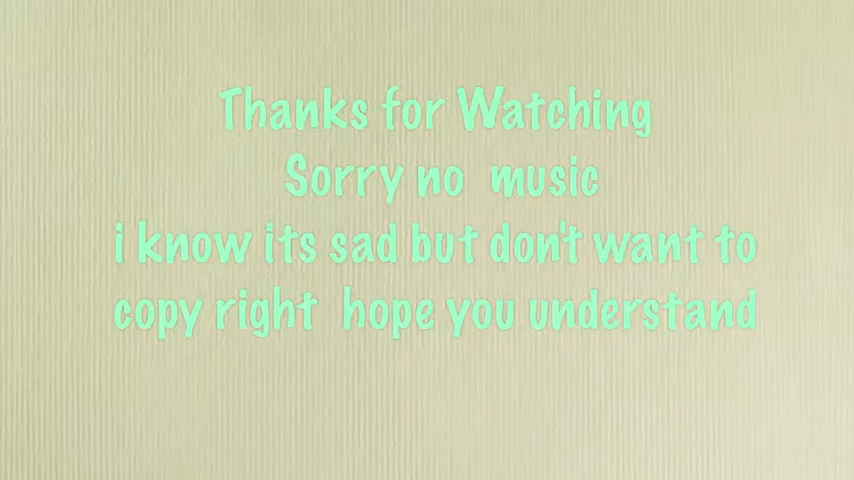 Thanks for Watching
Sorry no music
i know its sad but don't want to
copy right hope you understand